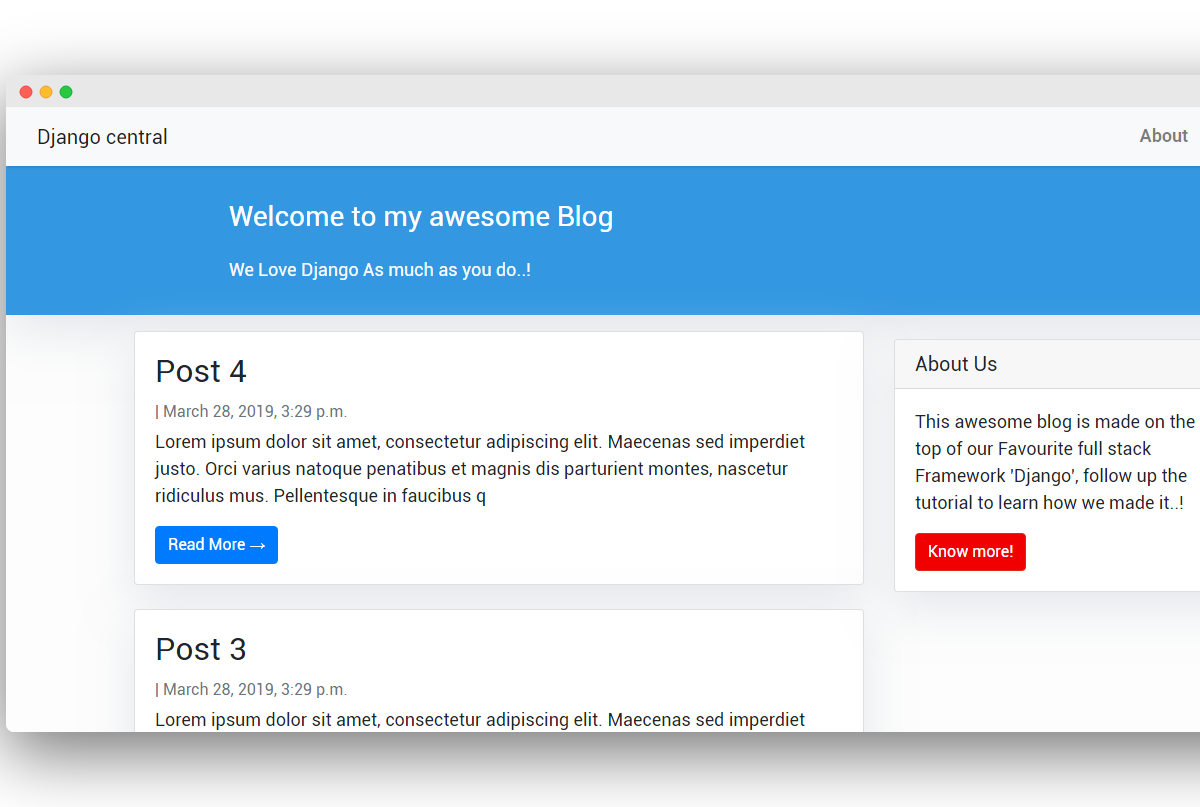 Django central
About
Welcome to my awesome Blog
We Love Django As much as you do..!
Post 4
| March 28, 2019, 3:29 p.m.
Lorem ipsum dolor sit amet, consectetur adipiscing elit. Maecenas sed imperdiet
justo. Orci varius natoque penatibus et magnis dis parturient montes, nascetur
ridiculus mus. Pellentesque in faucibus q
Read More →
Post 3
| March 28, 2019, 3:29 p.m.
Lorem ipsum dolor sit amet, consectetur adipiscing elit. Maecenas sed imperdiet
About Us
This awesome blog is made on the
top of our Favourite full stack
Framework 'Django', follow up the
tutorial to learn how we made it..!
Know more!